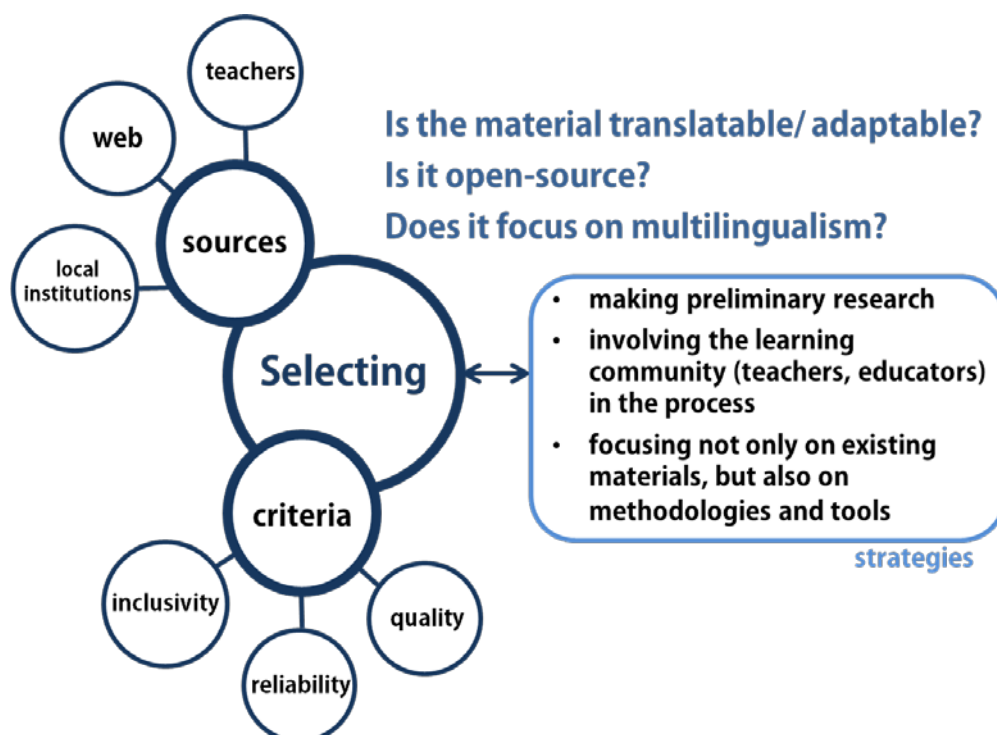 teachers
web
local
institutions
sources
Is the material translatable/ adaptable?
Is it open-source?
Does it focus on multilingualism?
Selecting
• making preliminary research
• involving the learning
community (teachers, educators)
in the process
• focusing not only on existing
materials, but also on
methodologies and tools
strategies
criteria
inclusivity
reliability
quality